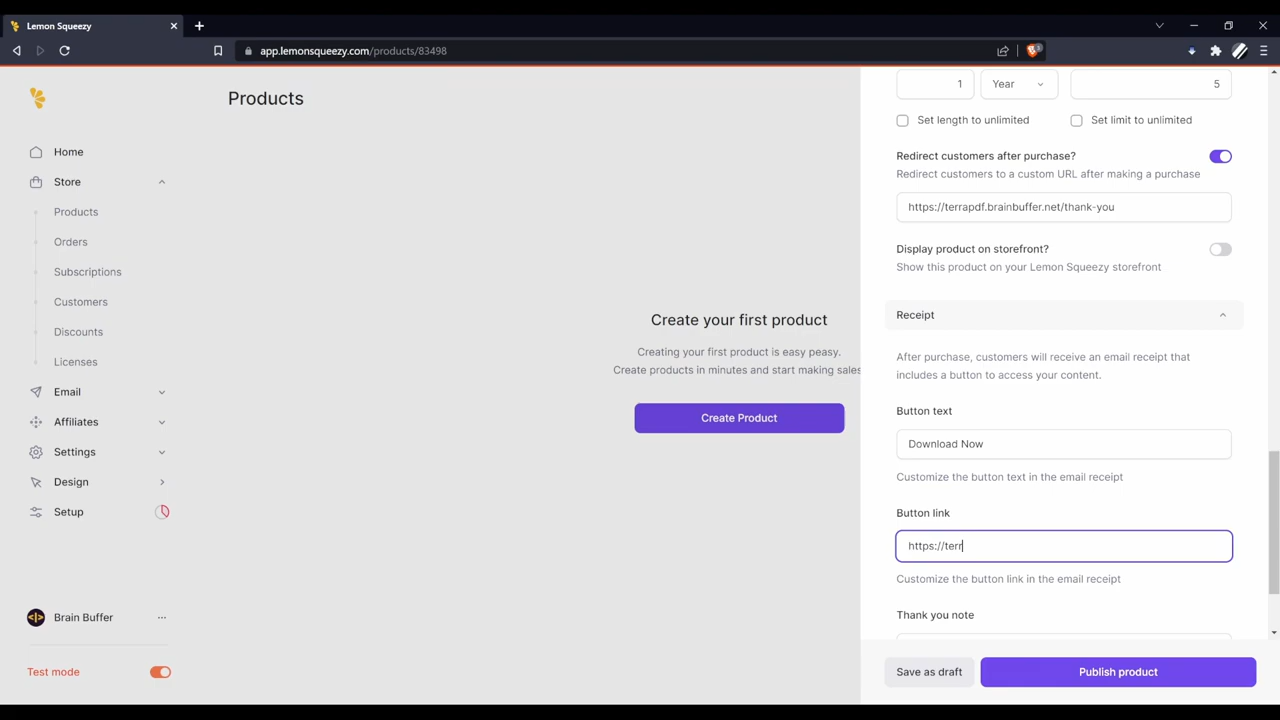 Lemon Squeezy
app.lemonsqueezy.com/products/83498
3
Products
Home
Store
Products
Orders
Subscriptions
Customers
Discounts
Licenses
Email
Affiliates
Settings
Design
Setup
Brain Buffer
...
Test mode
Create your first product
Creating your first product is easy peasy.
Create products in minutes and start making sales
Create Product
1 Year 5
Set length to unlimited Set limit to unlimited
Redirect customers after purchase?
Redirect customers to a custom URL after making a purchase
https://terrapdf.brainbuffer.net/thank-you
Display product on storefront?
Show this product on your Lemon Squeezy storefront
Receipt
After purchase, customers will receive an email receipt that
includes a button to access your content.
Button text
Download Now
Customize the button text in the email receipt
Button link
https://terr
Customize the button link in the email receipt
Thank you note
Save as draft Publish product